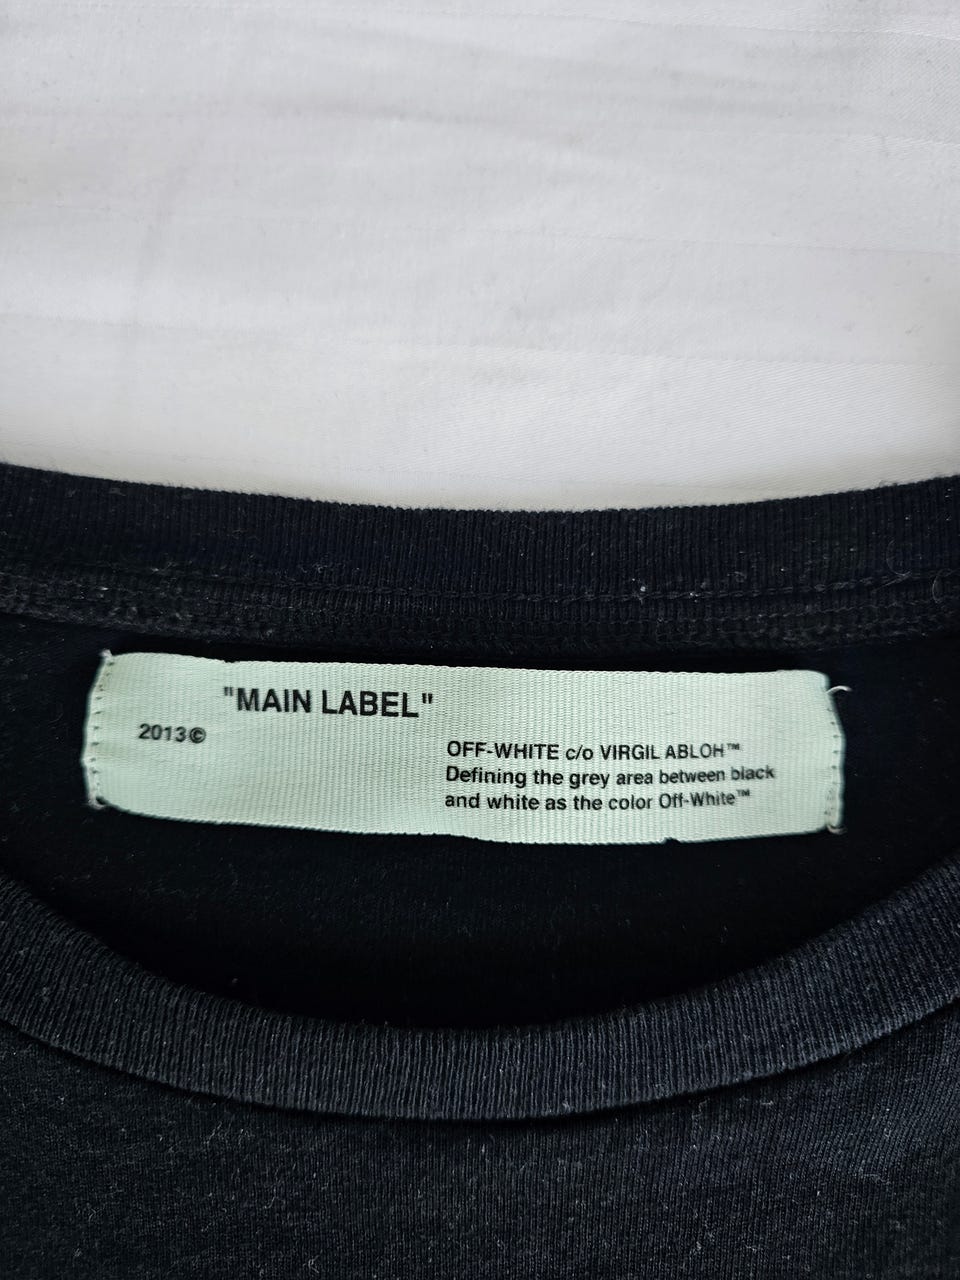 "MAIN LABEL"
2013©
OFF-WHITE c/o VIRGIL ABLOH™
Defining the grey area between black
and white as the color Off-White™